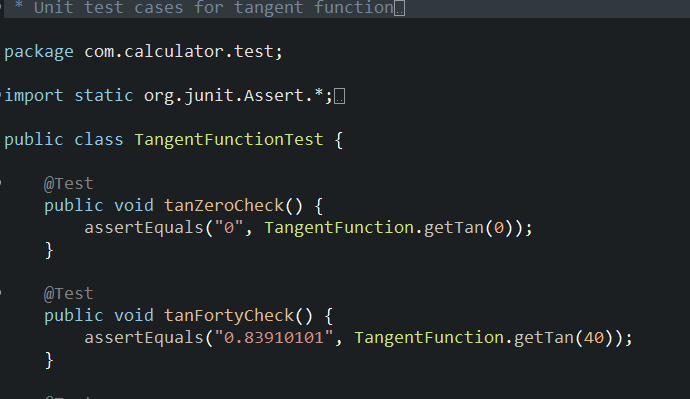 * Unit test cases for tangent function
package com.calculator.test;
import static org.junit.Assert.*;
public class TangentFunctionTest {
@Test
public void tanZeroCheck() {
assertEquals("0", TangentFunction.getTan(0));
}
@Test
public void tanFortyCheck() {
assertEquals("0.83910101", TangentFunction.getTan(40));
}